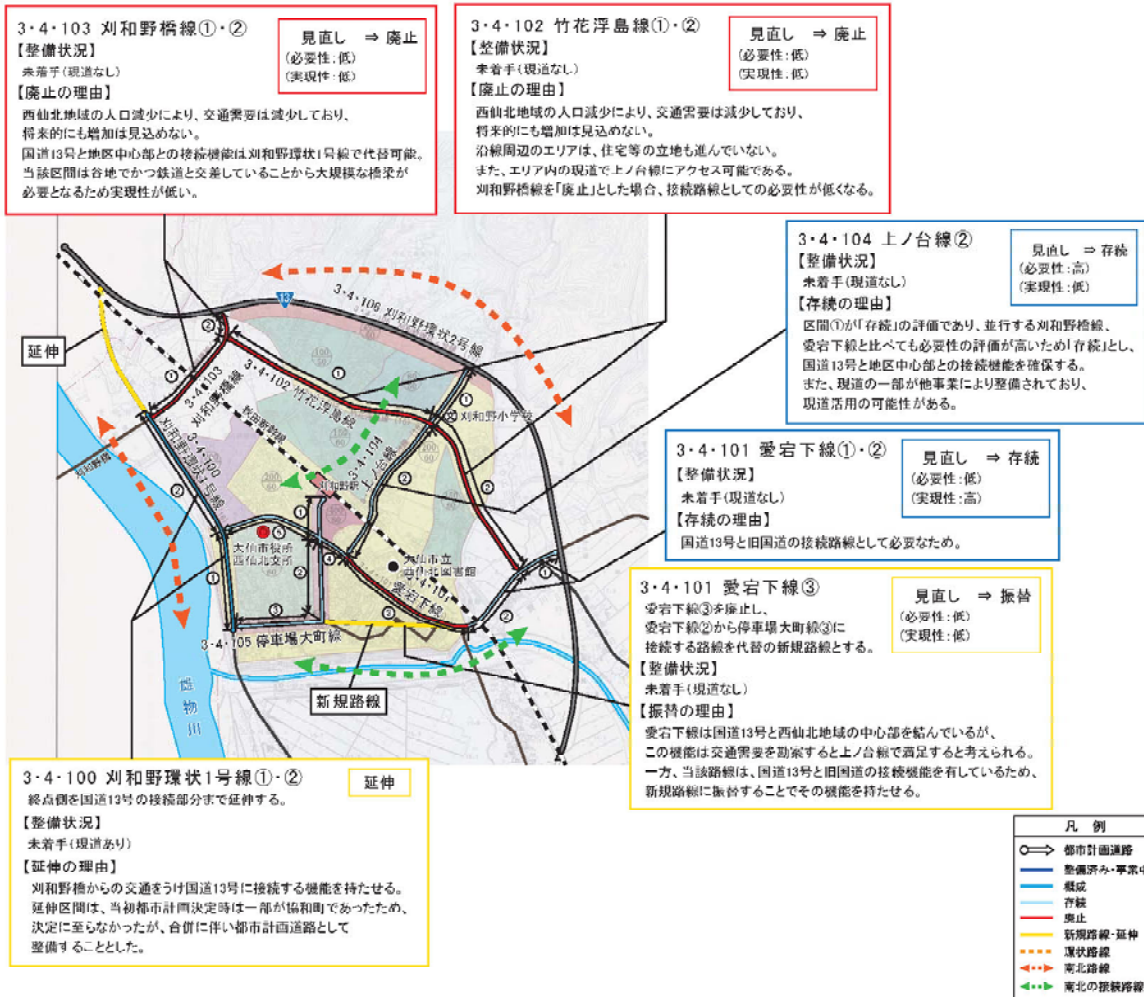 3・4・103 刈和野橋線①・②
見直し ⇒ 廃止
(必要性:低)
(実現性:低)
【整備状況】
未着手(現道なし)
【廃止の理由】
西仙北地域の人口減少により、交通需要は減少しており、
将来的にも増加は見込めない。
国道13号と地区中心部との接続機能は刈和野環状1号線で代替可能。
当該区間は谷地でかつ鉄道と交差していることから大規模な橋梁が
必要となるため実現性が低い。
3・4・102 竹花浮島線①・②
見直し ⇒ 廃止
(必要性:低)
(実現性:低)
【整備状況】
未着手(現道なし)
【廃止の理由】
西仙北地域の人口減少により、交通需要は減少しており、
将来的にも増加は見込めない。
沿線周辺のエリアは、住宅等の立地も進んでいない。
また、エリア内の現道で上ノ台線にアクセス可能である。
刈和野橋線を「廃止」とした場合、接続路線としての必要性が低くなる。
3・4・104 上ノ台線②
見直し ⇒ 存続
(必要性:高)
(実現性:低)
【整備状況】
未着手(現道なし)
【存続の理由】
区間①が「存続」の評価であり、並行する刈和野橋線、
愛宕下線と比べても必要性の評価が高いため「存続」とし、
国道13号と地区中心部との接続機能を確保する。
また、現道の一部が他事業により整備されており、
現道活用の可能性がある。
3・4・101 愛宕下線①・②
見直し ⇒ 存続
(必要性:低)
(実現性:高)
【整備状況】
未着手(現道なし)
【存続の理由】
国道13号と旧国道の接続路線として必要なため。
3・4・101 愛宕下線③
見直し ⇒ 振替
(必要性:低)
(実現性:低)
愛宕下線③を廃止し、
愛宕下線②から停車場大町線③に
接続する路線を代替の新規路線とする。
【整備状況】
未着手(現道なし)
【振替の理由】
愛宕下線は国道13号と西仙北地域の中心部を結んでいるが、
この機能は交通需要を勘案すると上ノ台線で満足すると考えられる。
一方、当該路線は、国道13号と旧国道の接続機能を有しているため、
新規路線に振替することでその機能を持たせる。
延伸
13
3・4・106 刈和野環状2号線
3・4・103
刈和野橋線
3・4・102 竹花浮島線
秋田新幹線
刈和野小学校
3・4・104
上ノ台線
刈和野橋
3・4・100
刈和野環状1号線
刈和野駅
大仙市役所
西仙北支所
大仙市立
西仙北図書館
3・4・101
愛宕下線
3・4・105 停車場大町線
新規路線
雄物川
3・4・100 刈和野環状1号線①・②
延伸
終点側を国道13号の接続部分まで延伸する。
【整備状況】
未着手(現道あり)
【延伸の理由】
刈和野橋からの交通をうけ国道13号に接続する機能を持たせる。
延伸区間は、当初都市計画決定時は一部が協和町であったため、
決定に至らなかったが、合併に伴い都市計画道路として
整備することとした。
凡 例
都市計画道路
整備済み・事業中
概成
存続
廃止
新規路線・延伸
環状路線
南北路線
南北の接続路線